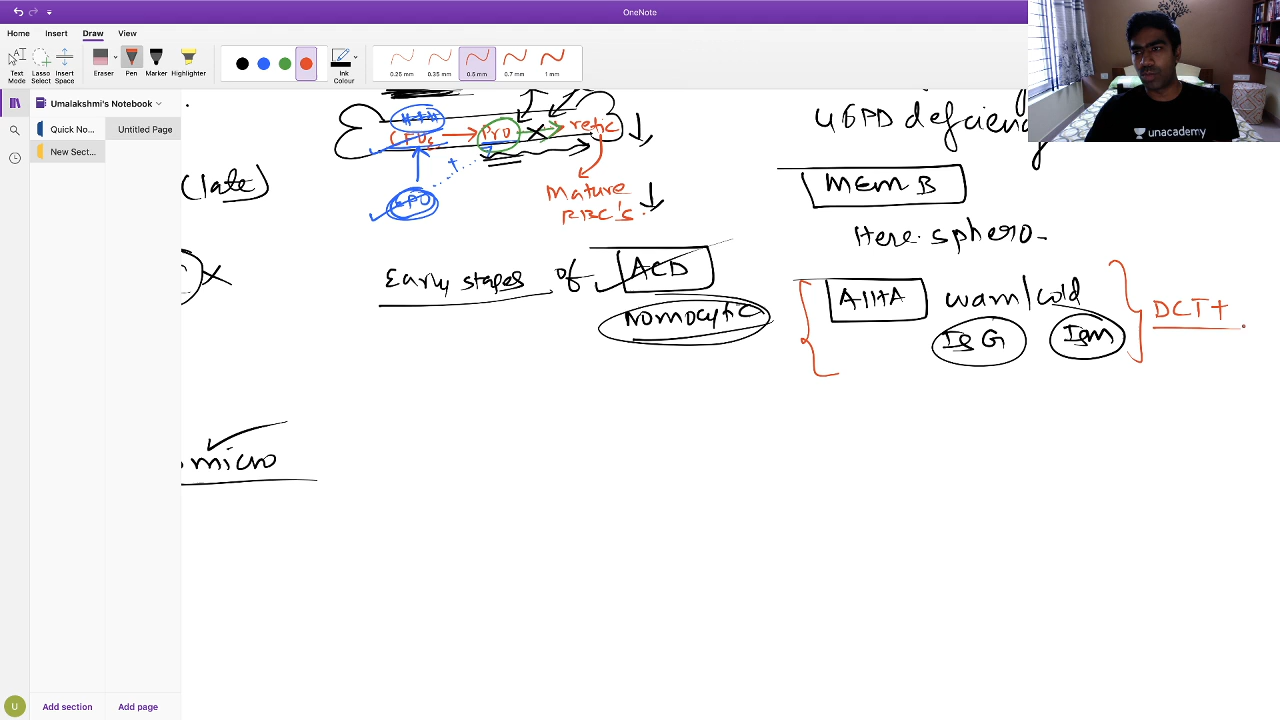 OneNote
Home Insert Draw View
Text Mode
Lasso Select
Insert Space
Eraser
Pen
Marker
Highlighter
Ink Colour
0.25 mm
0.35 mm
0.5 mm
0.7 mm
1 mm
Umalakshmi's Notebook
Quick No...
New Sect...
Untitled Page
(late)
Pro
retic
EPO
Mature
RBC's
Early stages of ACD
Normocytic
micro
G6PD deficien
Mem B
Here. sphero-
AIHA warm/cold
IgG IgM
DCT+
unacademy
U
Add section
Add page